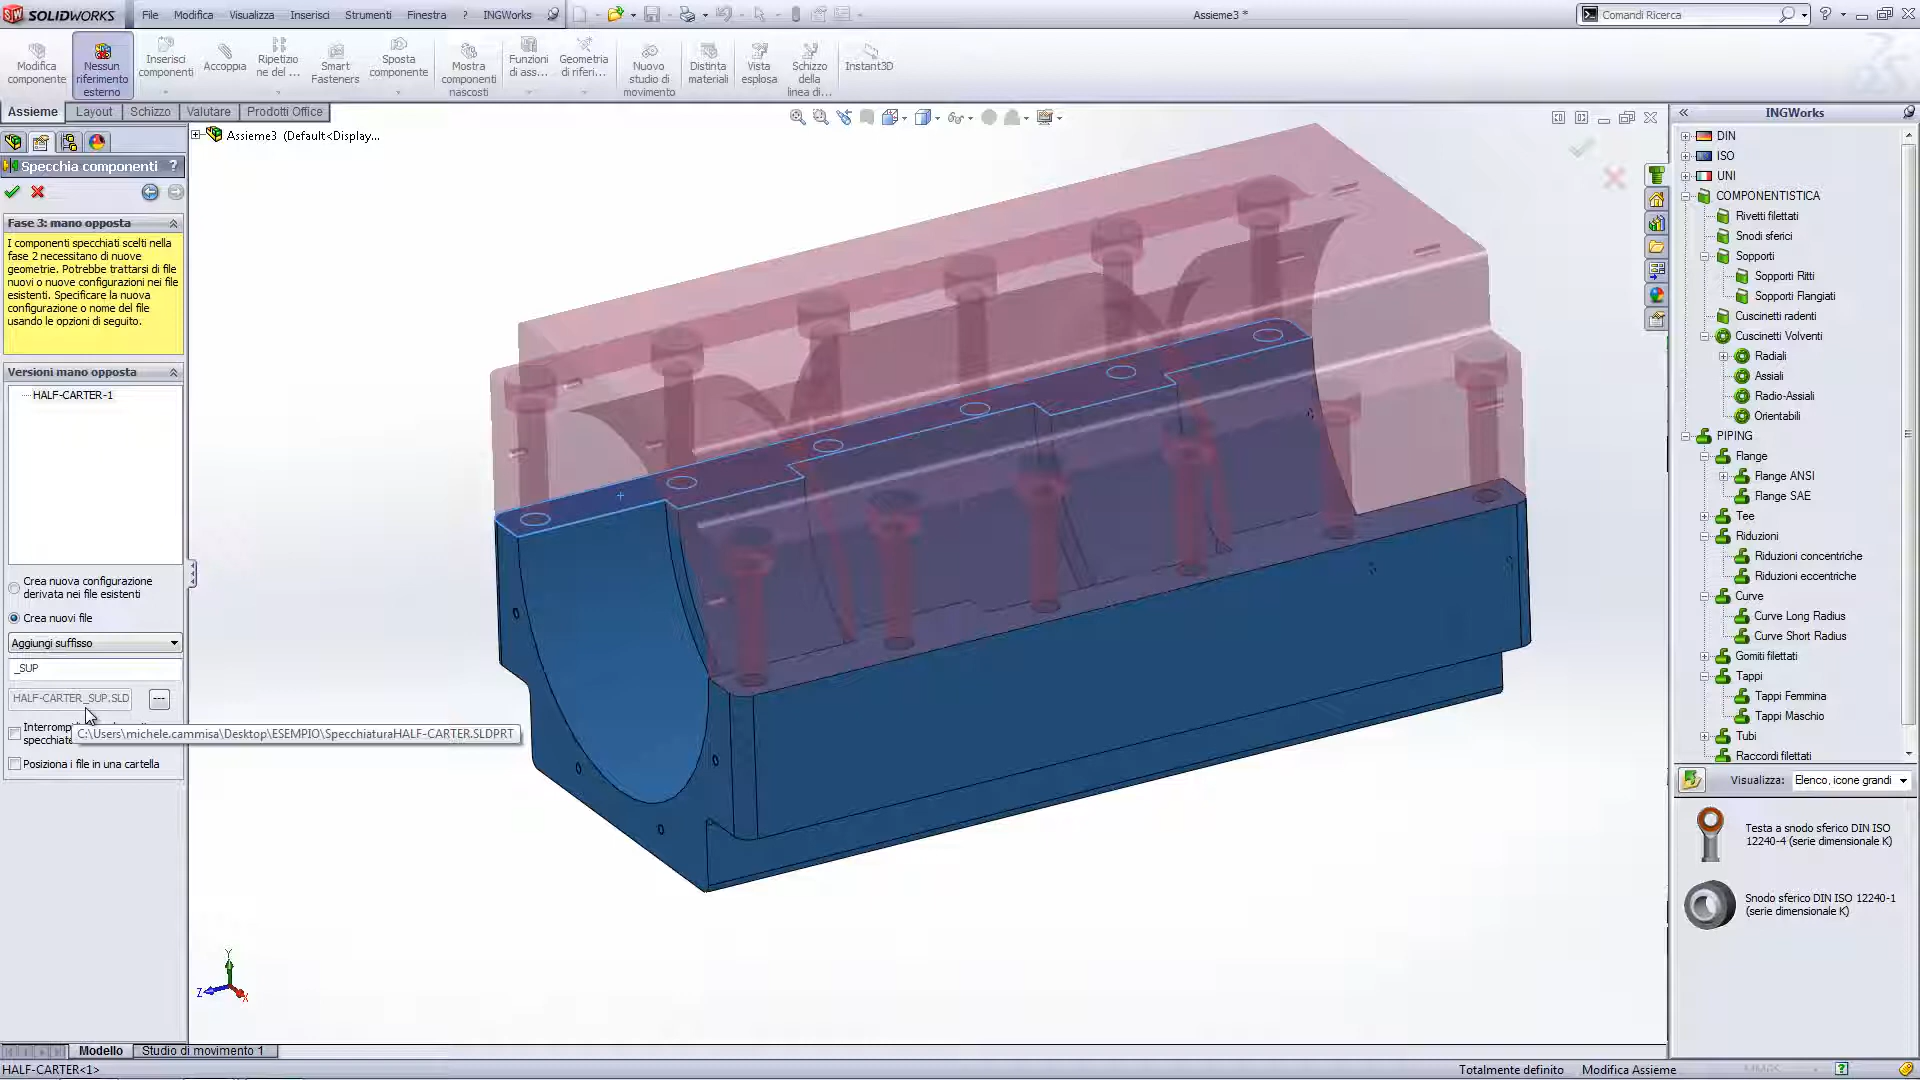 SOLIDWORKS
File Modifica Visualizza Inserisci Strumenti Finestra ? INGWorks
Assieme3 *
Comandi Ricerca
Modifica componente
Nessun riferimento esterno
Inserisci componenti
Accoppia
Ripetizio ne del ...
Smart Fasteners
Sposta componente
Mostra componenti nascosti
Funzioni di ass...
Geometria di riferi...
Nuovo studio di movimento
Distinta materiali
Vista esplosa
Schizzo della linea di...
Instant3D
Assieme Layout Schizzo Valutare Prodotti Office
Assieme3 (Default<Display...
Specchia componenti ?
Fase 3: mano opposta
I componenti specchiati scelti nella
fase 2 necessitano di nuove
geometrie. Potrebbe trattarsi di file
nuovi o nuove configurazioni nei file
esistenti. Specificare la nuova
configurazione o nome del file
usando le opzioni di seguito.
Versioni mano opposta
HALF-CARTER-1
Crea nuova configurazione
derivata nei file esistenti
Crea nuovi file
Aggiungi suffisso
_SUP
HALF-CARTER_SUP.SLD
...
Interromp
specchiate
C:\Users\michele.cammisa\Desktop\ESEMPIO\SpecchiaturaHALF-CARTER.SLDPRT
Posiziona i file in una cartella
Y
Z
X
Modello Studio di movimento 1
HALF-CARTER<1>
Totalmente definito Modifica Assieme
INGWorks
DIN
ISO
UNI
COMPONENTISTICA
Rivetti filettati
Snodi sferici
Sopporti
Sopporti Ritti
Sopporti Flangiati
Cuscinetti radenti
Cuscinetti Volventi
Radiali
Assiali
Radio-Assiali
Orientabili
PIPING
Flange
Flange ANSI
Flange SAE
Tee
Riduzioni
Riduzioni concentriche
Riduzioni eccentriche
Curve
Curve Long Radius
Curve Short Radius
Gomiti filettati
Tappi
Tappi Femmina
Tappi Maschio
Tubi
Raccordi filettati
Visualizza: Elenco, icone grandi
Testa a snodo sferico DIN ISO
12240-4 (serie dimensionale K)
Snodo sferico DIN ISO 12240-1
(serie dimensionale K)